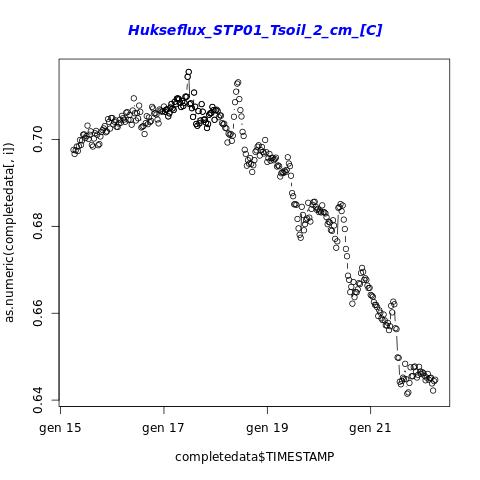 Hukseflux_STP01_Tsoil_2_cm_[C]
as.numeric(completedata[, i])
0.70
0.68
0.66
0.64
gen 15 gen 17 gen 19 gen 21
completedata$TIMESTAMP